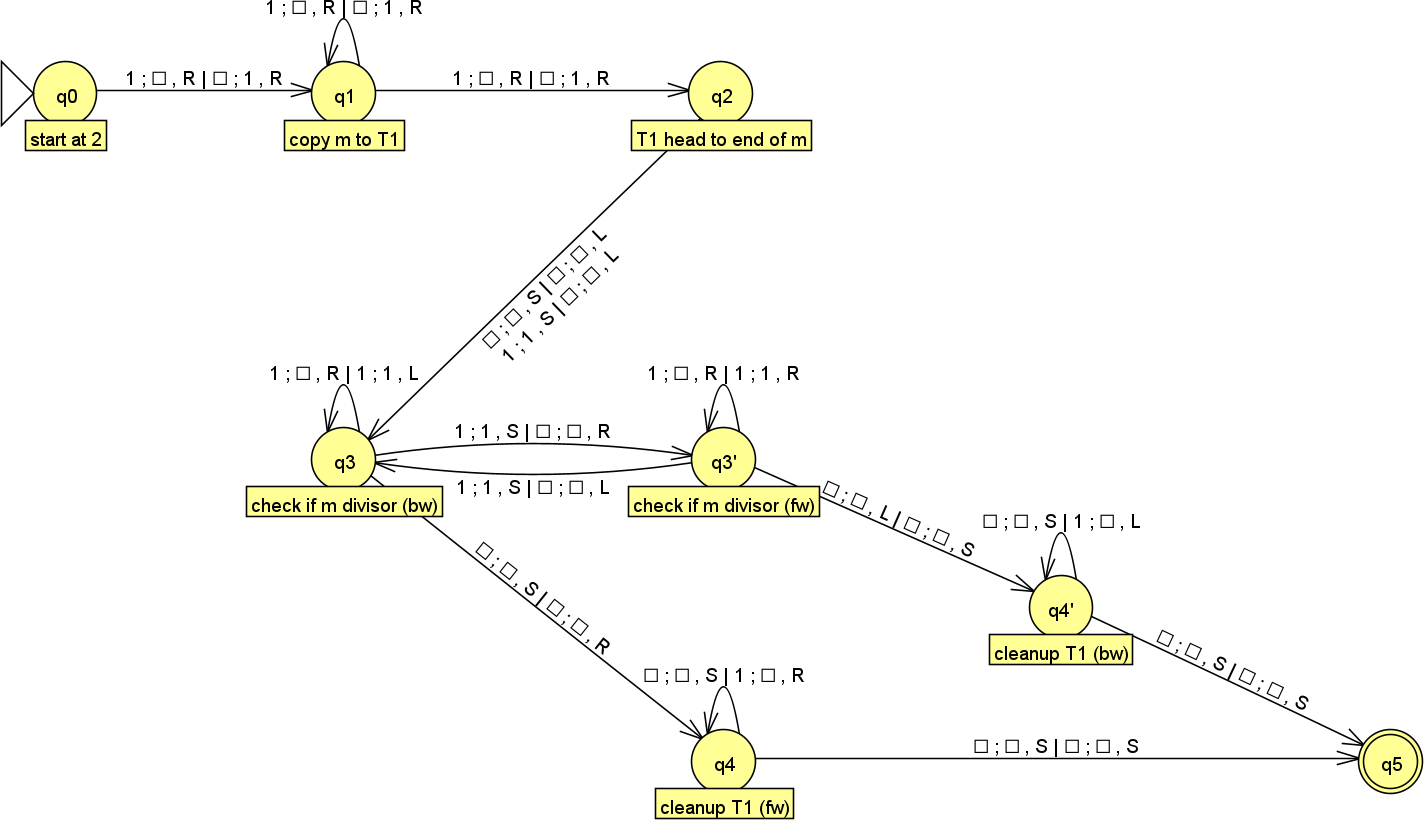 1 ; □ , R | □ ; 1 , R
1 ; □ , R | □ ; 1 , R
1 ; □ , R | □ ; 1 , R
q0
q1
q2
start at 2
copy m to T1
T1 head to end of m
□ ; □ , S | □ ; □ , L
1 ; 1 , S | □ ; □ , L
1 ; □ , R | 1 ; 1 , L
1 ; □ , R | 1 ; 1 , R
1 ; 1 , S | □ ; □ , R
q3
q3'
1 ; 1 , S | □ ; □ , L
check if m divisor (bw)
check if m divisor (fw)
□ ; □ , L | □ ; □ , S
□ ; □ , S | 1 ; □ , L
□ ; □ , S | □ ; □ , R
q4'
cleanup T1 (bw)
□ ; □ , S | □ ; □ , S
□ ; □ , S | 1 ; □ , R
□ ; □ , S | □ ; □ , S
q4
q5
cleanup T1 (fw)